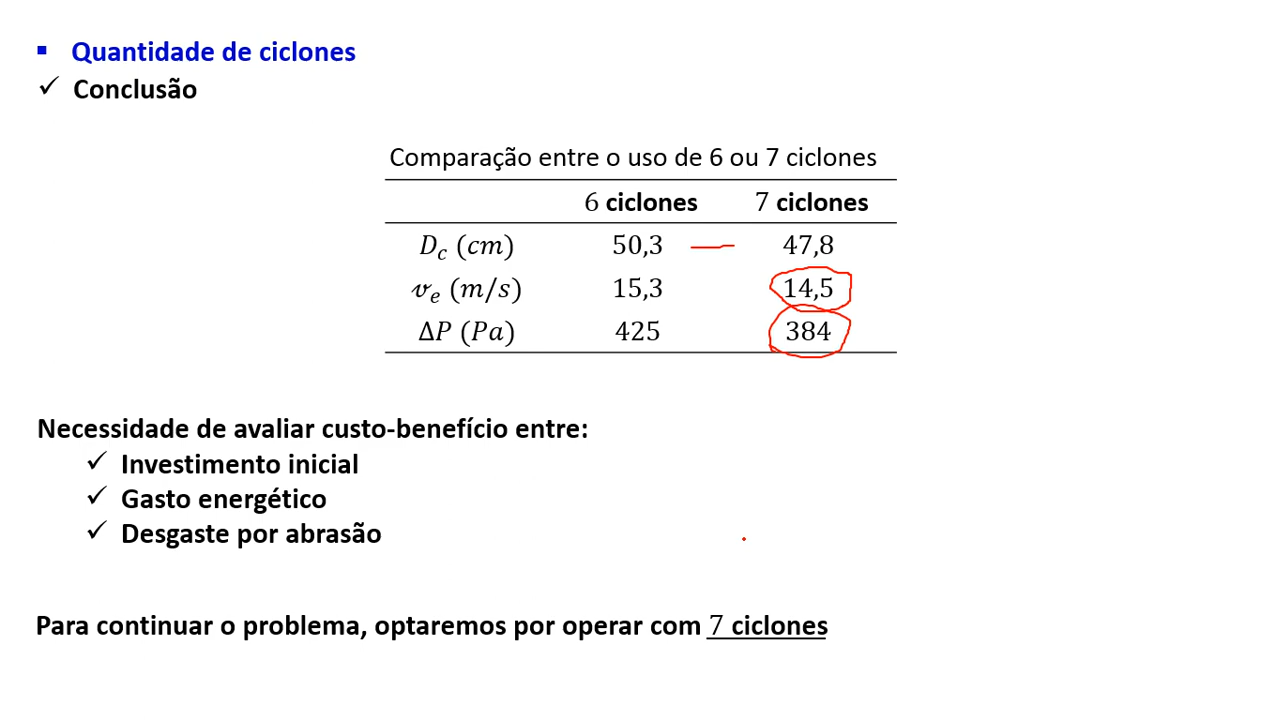 ▪ Quantidade de ciclones
✓ Conclusão
Comparação entre o uso de 6 ou 7 ciclones
6 ciclones 7 ciclones
D_c (cm) 50,3 47,8
v_e (m/s) 15,3 14,5
ΔP (Pa) 425 384
Necessidade de avaliar custo-benefício entre:
✓ Investimento inicial
✓ Gasto energético
✓ Desgaste por abrasão
Para continuar o problema, optaremos por operar com 7 ciclones